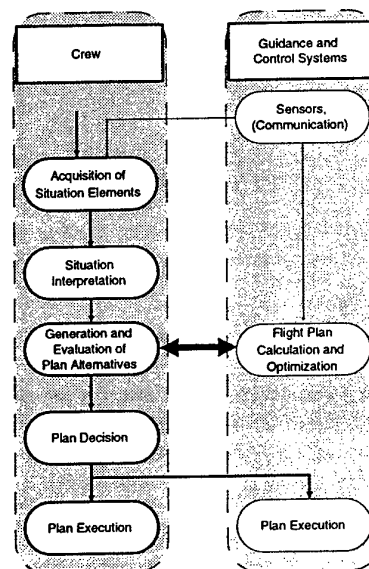 Crew
Guidance and
Control Systems
Sensors,
(Communication)
Acquisition of
Situation Elements
Situation
Interpretation
Generation and
Evaluation of
Plan Alternatives
Flight Plan
Calculation and
Optimization
Plan Decision
Plan Execution
Plan Execution